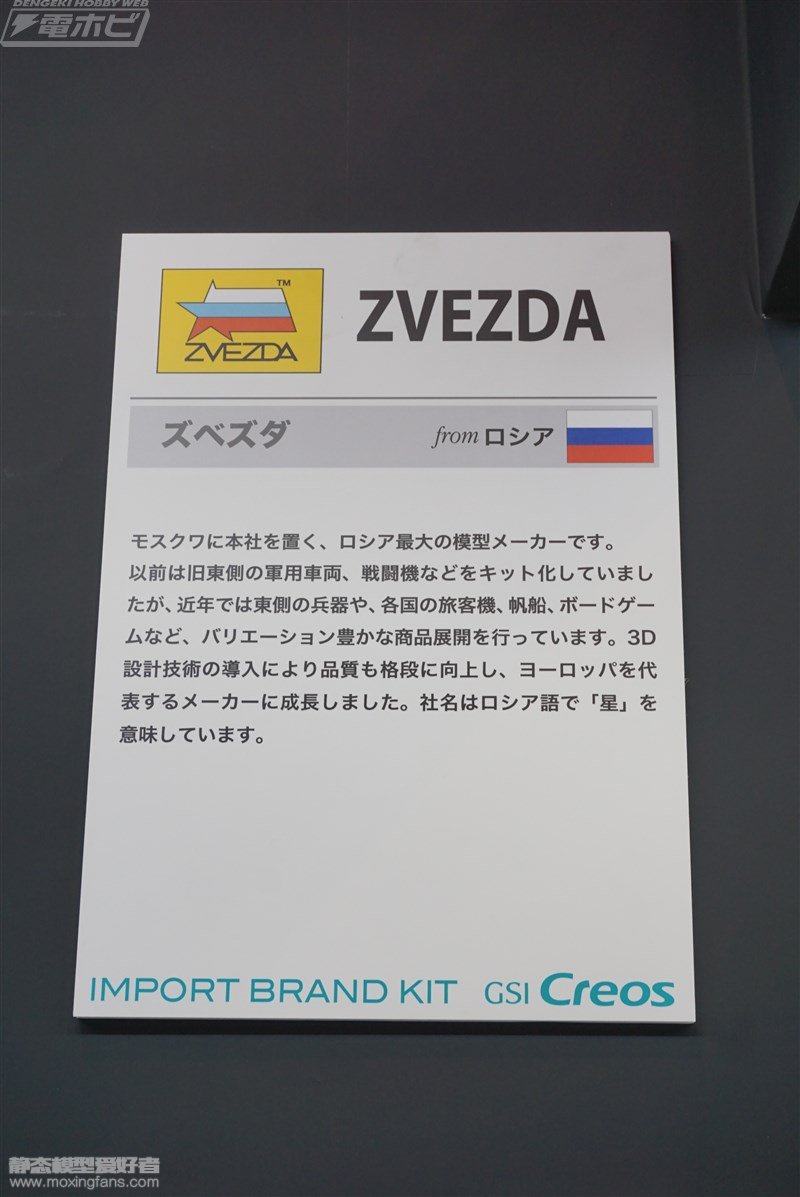 DENGEKI HOBBY WEB
電ホビ
TM
ZVEZDA
ZVEZDA
ズベズダ
from ロシア
モスクワに本社を置く、ロシア最大の模型メーカーです。
以前は旧東側の軍用車両、戦闘機などをキット化していまし
たが、近年では東側の兵器や、各国の旅客機、帆船、ボードゲー
ムなど、バリエーション豊かな商品展開を行っています。3D
設計技術の導入により品質も格段に向上し、ヨーロッパを代
表するメーカーに成長しました。社名はロシア語で「星」を
意味しています。
IMPORT BRAND KIT GSI Creos
静态模型爱好者
www.moxingfans.com